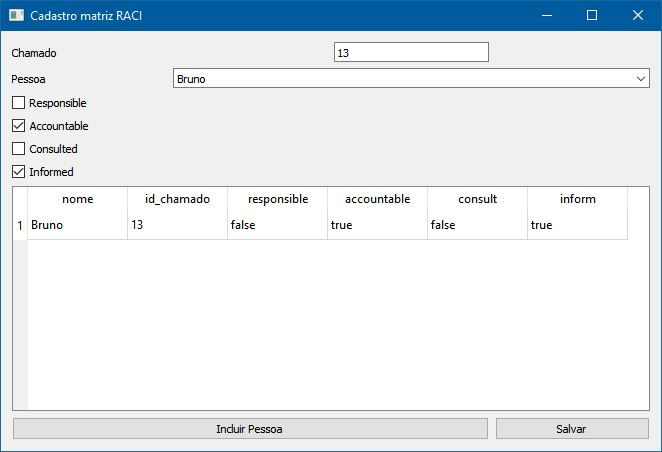 Cadastro matriz RACI
Chamado 13
Pessoa Bruno
Responsible
Accountable
Consulted
Informed
nome id_chamado responsible accountable consult inform
1 Bruno 13 false true false true
Incluir Pessoa Salvar